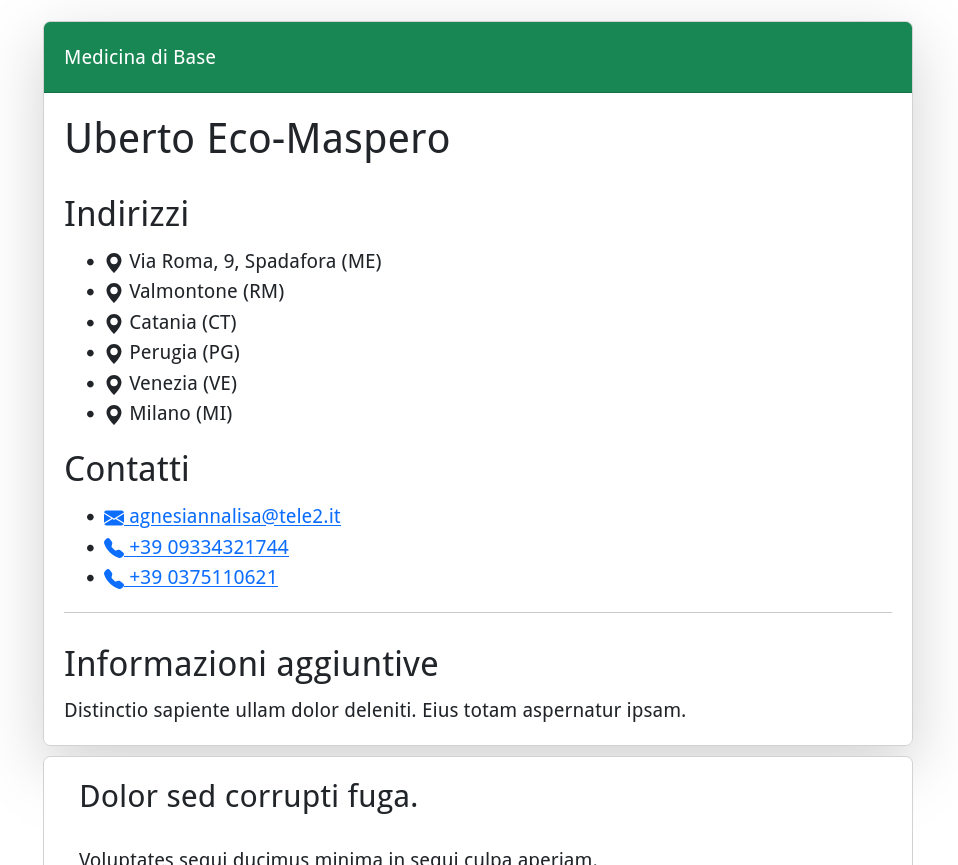 Medicina di Base
Uberto Eco-Maspero
Indirizzi
Via Roma, 9, Spadafora (ME)
Valmontone (RM)
Catania (CT)
Perugia (PG)
Venezia (VE)
Milano (MI)
Contatti
agnesiannalisa@tele2.it
+39 09334321744
+39 0375110621
Informazioni aggiuntive
Distinctio sapiente ullam dolor deleniti. Eius totam aspernatur ipsam.
Dolor sed corrupti fuga.
Voluptates sequi ducimus minima in sequi culpa aperiam.